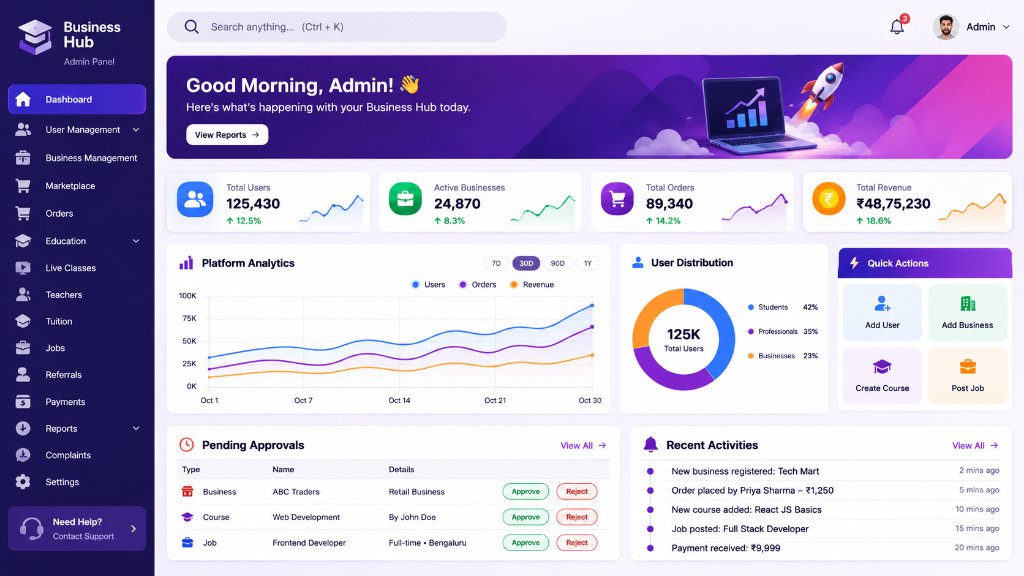 Business
Hub
Admin Panel
Dashboard
User Management
Business Management
Marketplace
Orders
Education
Live Classes
Teachers
Tuition
Jobs
Referrals
Payments
Reports
Complaints
Settings
Need Help?
Contact Support
Search anything... (Ctrl + K)
3
Admin
Good Morning, Admin! 👋
Here's what's happening with your Business Hub today.
View Reports →
Total Users
125,430
↑ 12.5%
Active Businesses
24,870
↑ 8.3%
Total Orders
89,340
↑ 14.2%
₹
Total Revenue
₹48,75,230
↑ 18.6%
Platform Analytics
7D 30D 90D 1Y
Users Orders Revenue
100K
75K
50K
25K
0K
Oct 1 Oct 7 Oct 14 Oct 21 Oct 30
User Distribution
125K
Total Users
Students 42%
Professionals 35%
Businesses 23%
Quick Actions
Add User
Add Business
Create Course
Post Job
Pending Approvals View All →
Type Name Details
Business ABC Traders Retail Business Approve Reject
Course Web Development By John Doe Approve Reject
Job Frontend Developer Full-time • Bengaluru Approve Reject
Recent Activities View All →
New business registered: Tech Mart 2 mins ago
Order placed by Priya Sharma – ₹1,250 5 mins ago
New course added: React JS Basics 10 mins ago
Job posted: Full Stack Developer 15 mins ago
Payment received: ₹9,999 20 mins ago